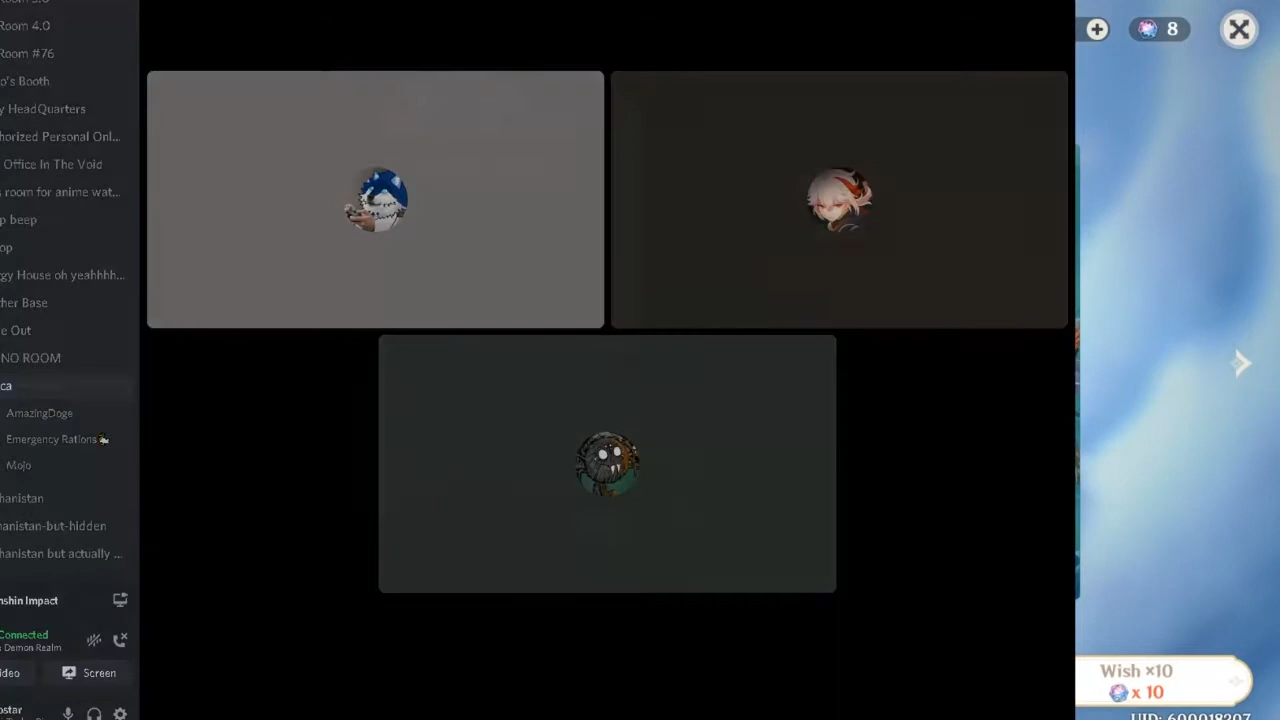 Room 4.0
Room #76
o's Booth
y HeadQuarters
horized Personal Onl...
Office In The Void
s room for anime wat...
p beep
op
gy House oh yeahhhh...
her Base
e Out
NO ROOM
ca
AmazingDoge
Emergency Rations
Mojo
hanistan
anistan-but-hidden
hanistan but actually ...
nshin Impact
Connected
Demon Realm
ideo
Screen
ostar
8
Wish ×10
x 10
UID: 600018207